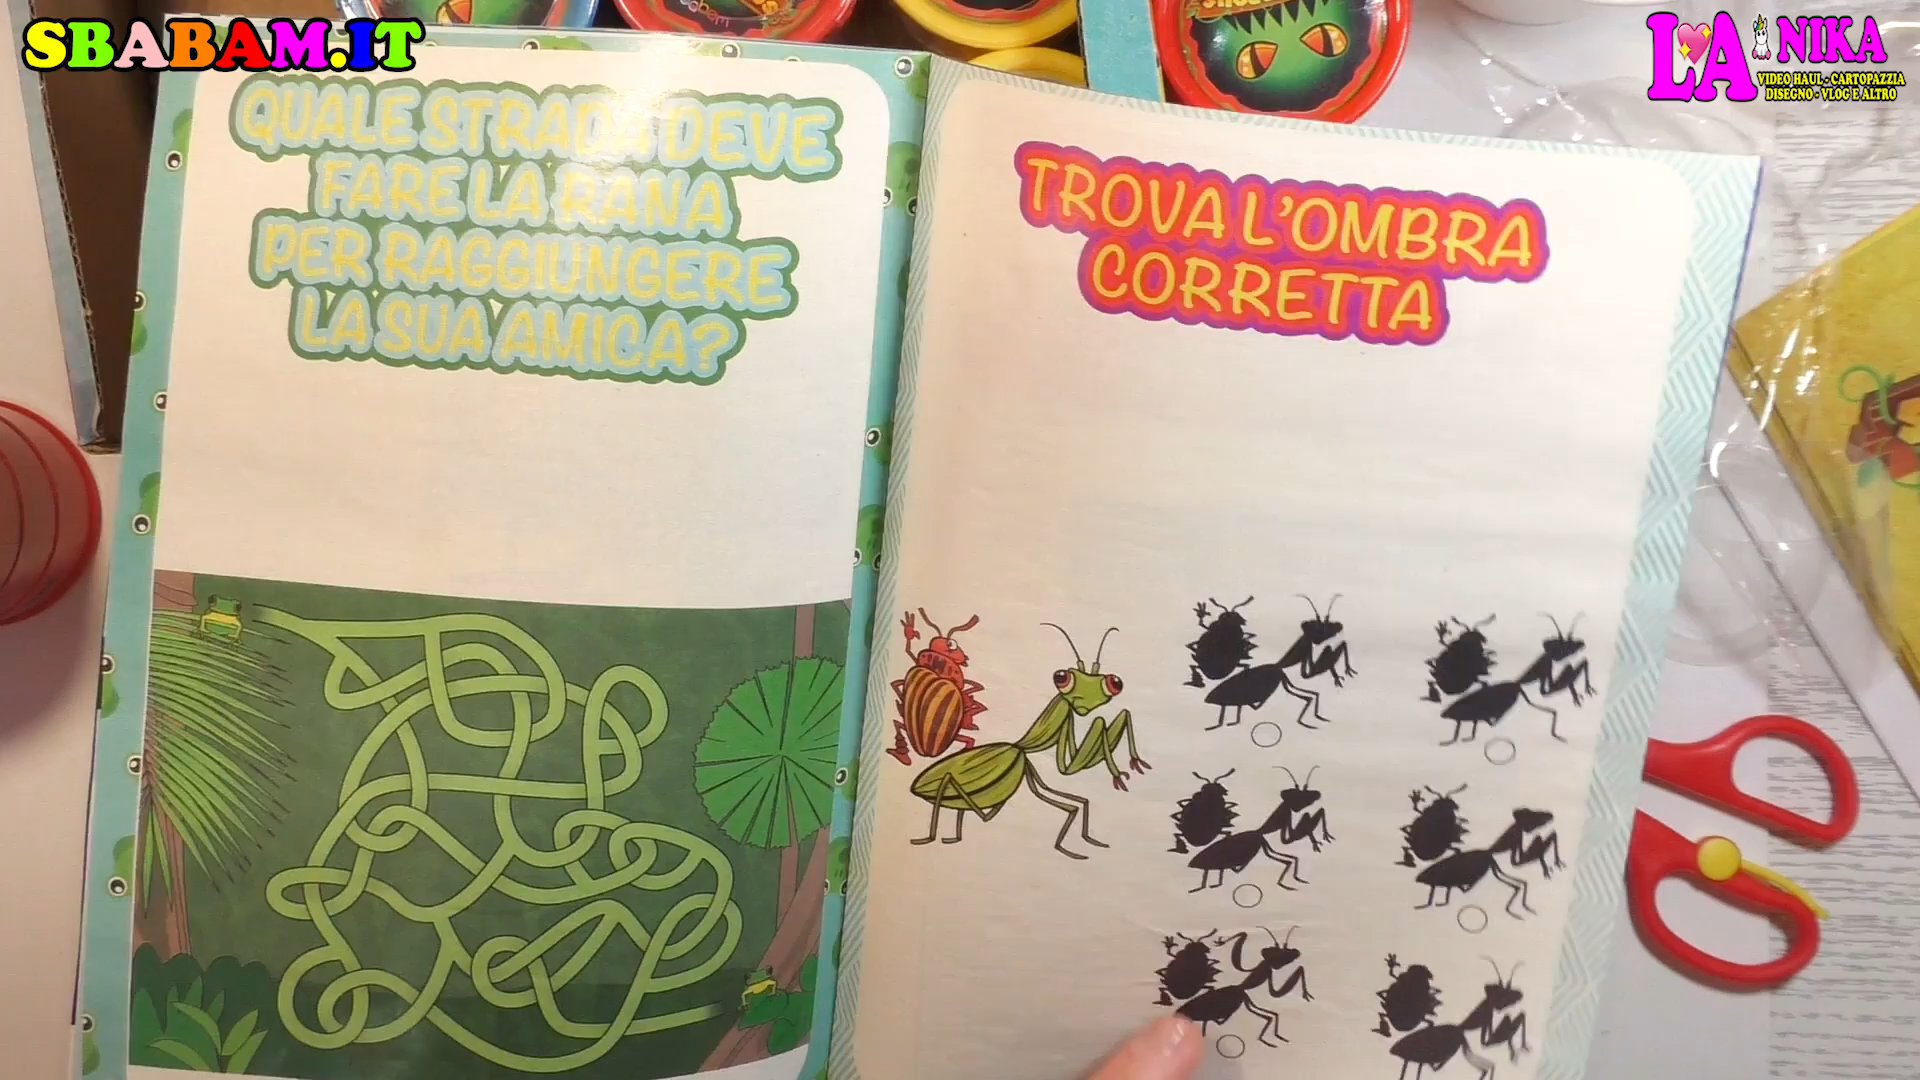 SBABAM.IT
LA NIKA
VIDEO HAUL - CARTOPAZZIA
DISEGNO - VLOG E ALTRO
QUALE STRADA DEVE
FARE LA RANA
PER RAGGIUNGERE
LA SUA AMICA?
TROVA L'OMBRA
CORRETTA